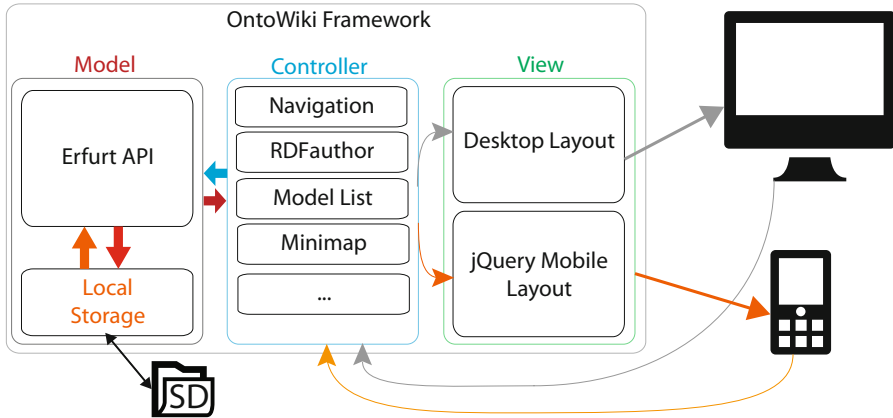 OntoWiki Framework
Model
Controller
View
Erfurt API
Local
Storage
Navigation
RDFauthor
Model List
Minimap
...
Desktop Layout
jQuery Mobile
Layout
SD